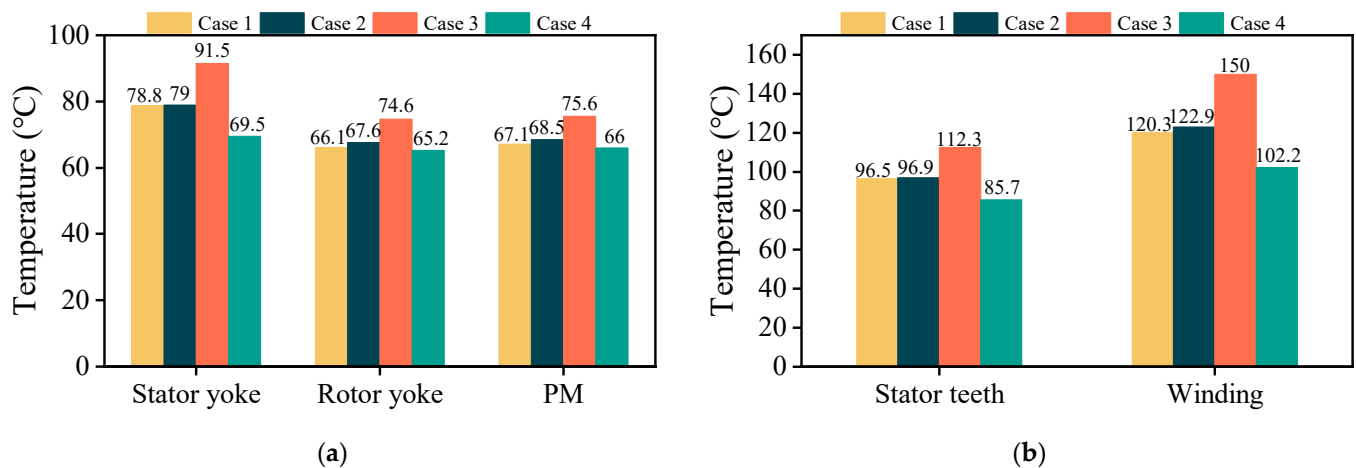 Case 1 Case 2 Case 3 Case 4
Temperature (℃)
100
80
60
40
20
0
78.8 79 91.5 69.5
66.1 67.6 74.6 65.2
67.1 68.5 75.6 66
Stator yoke Rotor yoke PM
(a)
Case 1 Case 2 Case 3 Case 4
Temperature (℃)
160
140
120
100
80
60
40
20
0
96.5 96.9 112.3 85.7
120.3 122.9 150 102.2
Stator teeth Winding
(b)